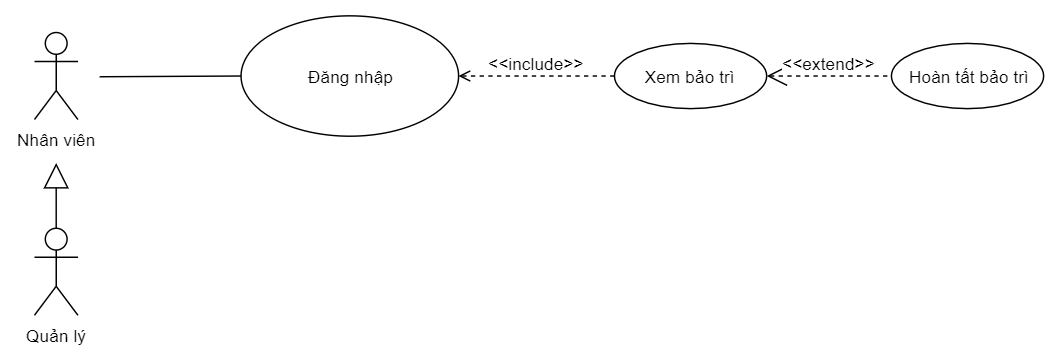 <<include>>
<<extend>>
Đăng nhập
Xem bảo trì
Hoàn tất bảo trì
Nhân viên
Quản lý